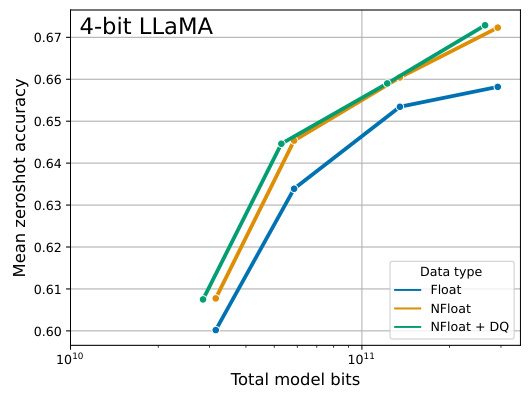 4-bit LLaMA
Mean zeroshot accuracy
0.67
0.66
0.65
0.64
0.63
0.62
0.61
0.60
10^10
10^11
Total model bits
Data type
Float
NFloat
NFloat + DQ